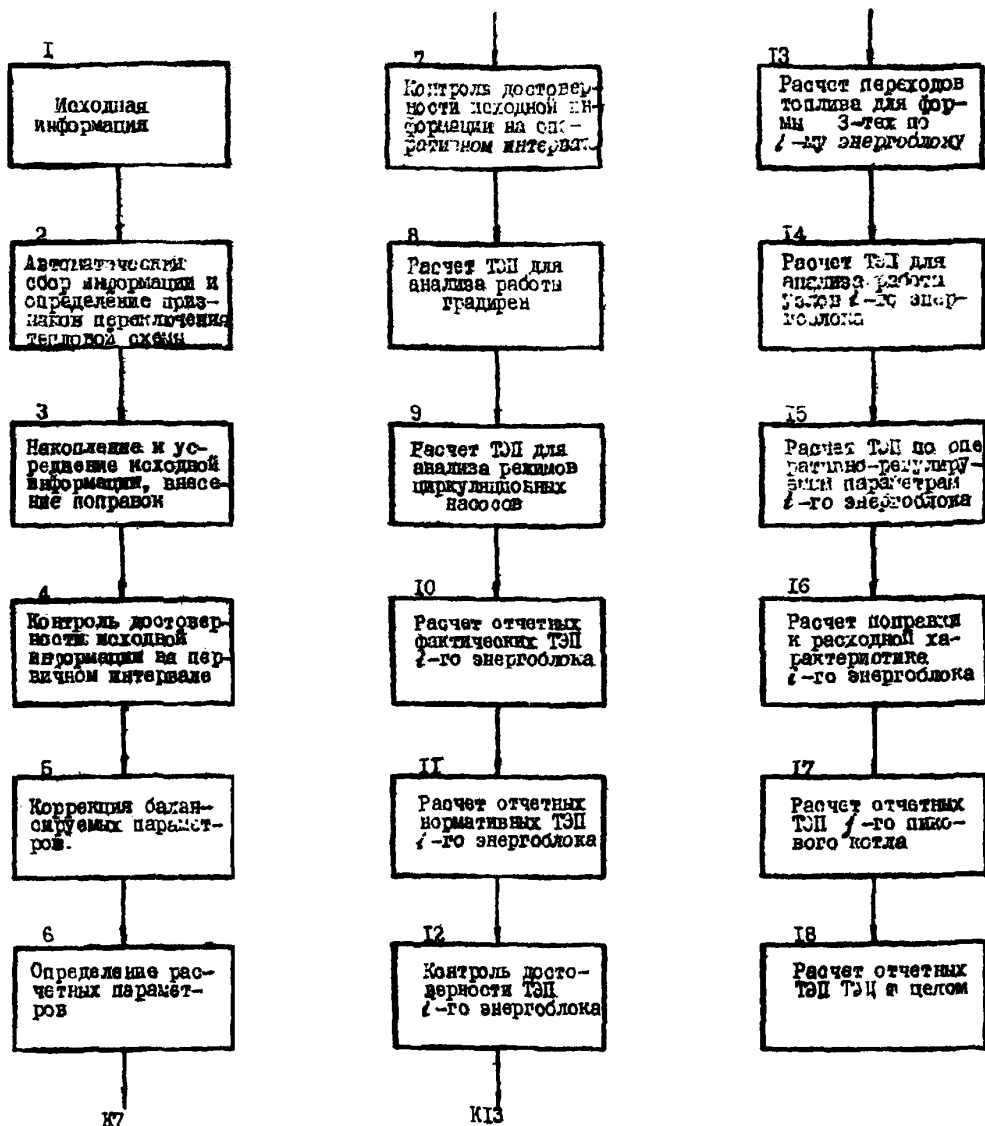 I
Исходная
информация
2
Автоматический
сбор информации и
определение приз-
наков переключения
тепловой схемы
3
Накопление и ус-
реднение исходной
информации, внесе-
ние поправок
4
Контроль достовер-
ности исходной
информации на пер-
вичном интервале
5
Коррекция балан-
сируемых парамет-
ров.
6
Определение рас-
четных парамет-
ров
К7
7
Контроль достовер-
ности исходной ин-
формации на опе-
ративном интервале
8
Расчет ТЭП для
анализа работы
градирен
9
Расчет ТЭП для
анализа режимов
циркуляционных
насосов
I0
Расчет отчетных
фактических ТЭП
i-го энергоблока
II
Расчет отчетных
нормативных ТЭП
i-го энергоблока
I2
Контроль досто-
верности ТЭП
i-го энергоблока
КI3
I3
Расчет переходов
топлива для фор-
мы 3-тех по
i-му энергоблоку
I4
Расчет ТЭП для
анализа работы
узлов i-го энер-
гоблока
I5
Расчет ТЭП по опе
ративно-регулиру-
емым параметрам
i-го энергоблока
I6
Расчет поправки
к расходной ха-
рактеристике
i-го энергоблока
I7
Расчет отчетных
ТЭП j-го пико-
вого котла
I8
Расчет отчетных
ТЭП ТЭЦ в целом